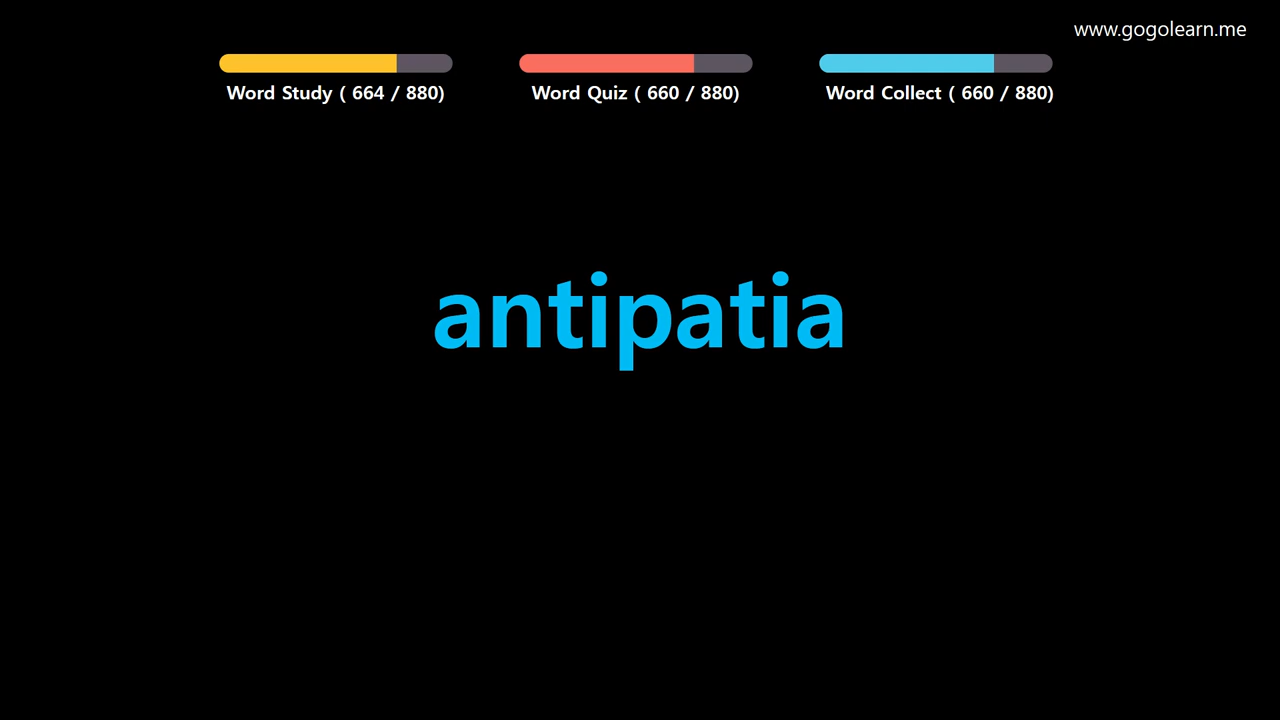 www.gogolearn.me
Word Study ( 664 / 880)
Word Quiz ( 660 / 880)
Word Collect ( 660 / 880)
antipatia